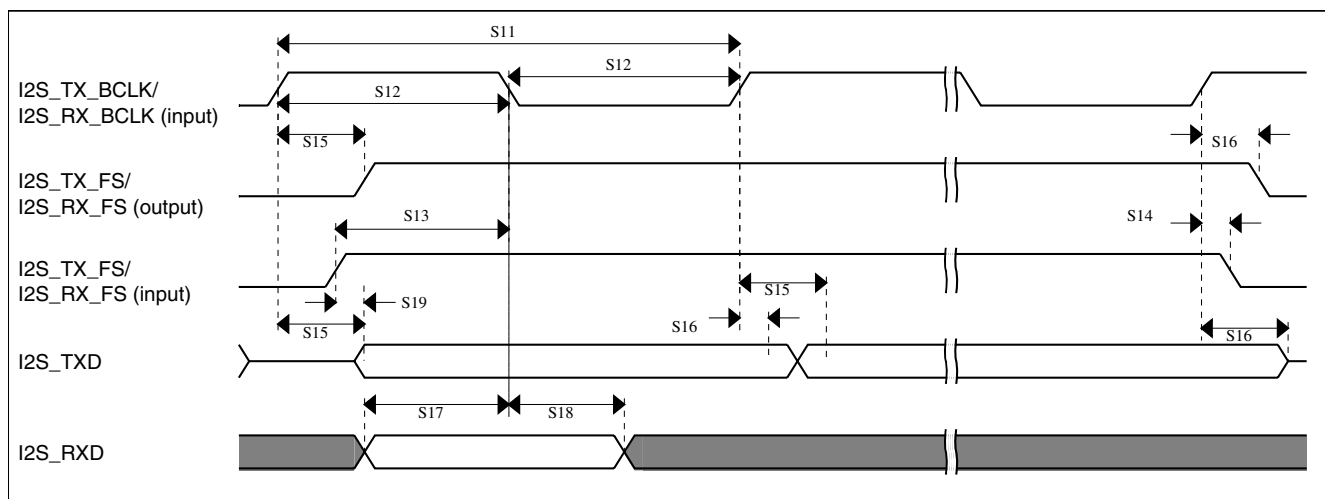 S11
I2S_TX_BCLK/
I2S_RX_BCLK (input)
S12
S12
S15
S16
I2S_TX_FS/
I2S_RX_FS (output)
S13
S14
I2S_TX_FS/
I2S_RX_FS (input)
S15
S19
S15
S16
S16
I2S_TXD
S17
S18
I2S_RXD